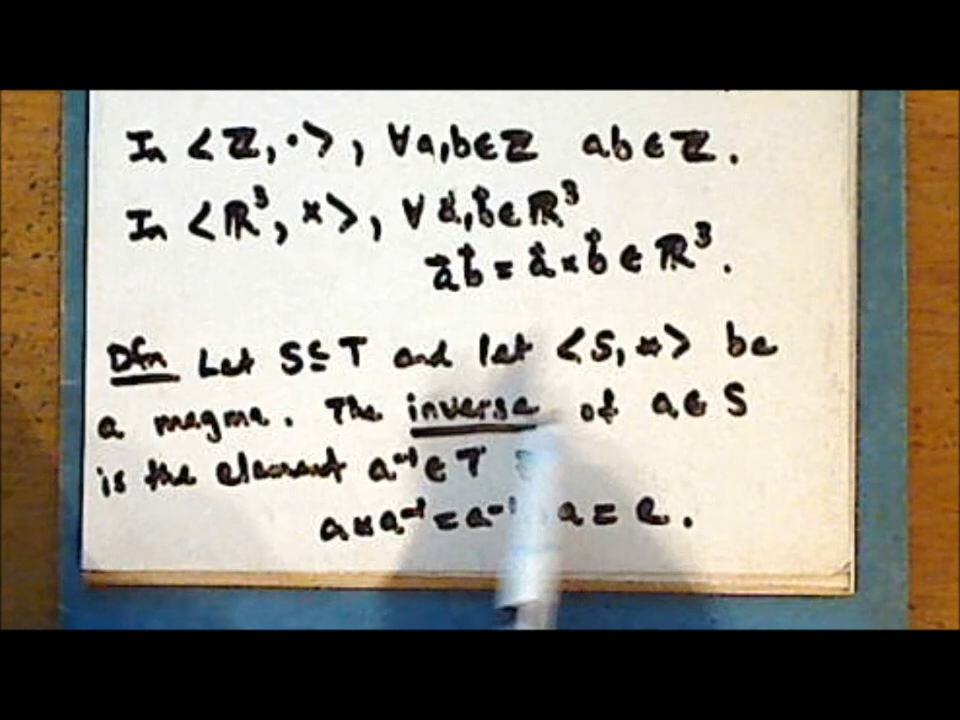 In <ℤ, ·>, ∀a,b∈ℤ ab∈ℤ.
In <ℝ³, ×>, ∀a⃗,b⃗∈ℝ³
a⃗b⃗ = a⃗×b⃗ ∈ ℝ³.
Dfn Let S⊆T and let <S,*> be
a magma. The inverse of a∈S
is the element a⁻¹∈T
a*a⁻¹=a⁻¹ a=e.